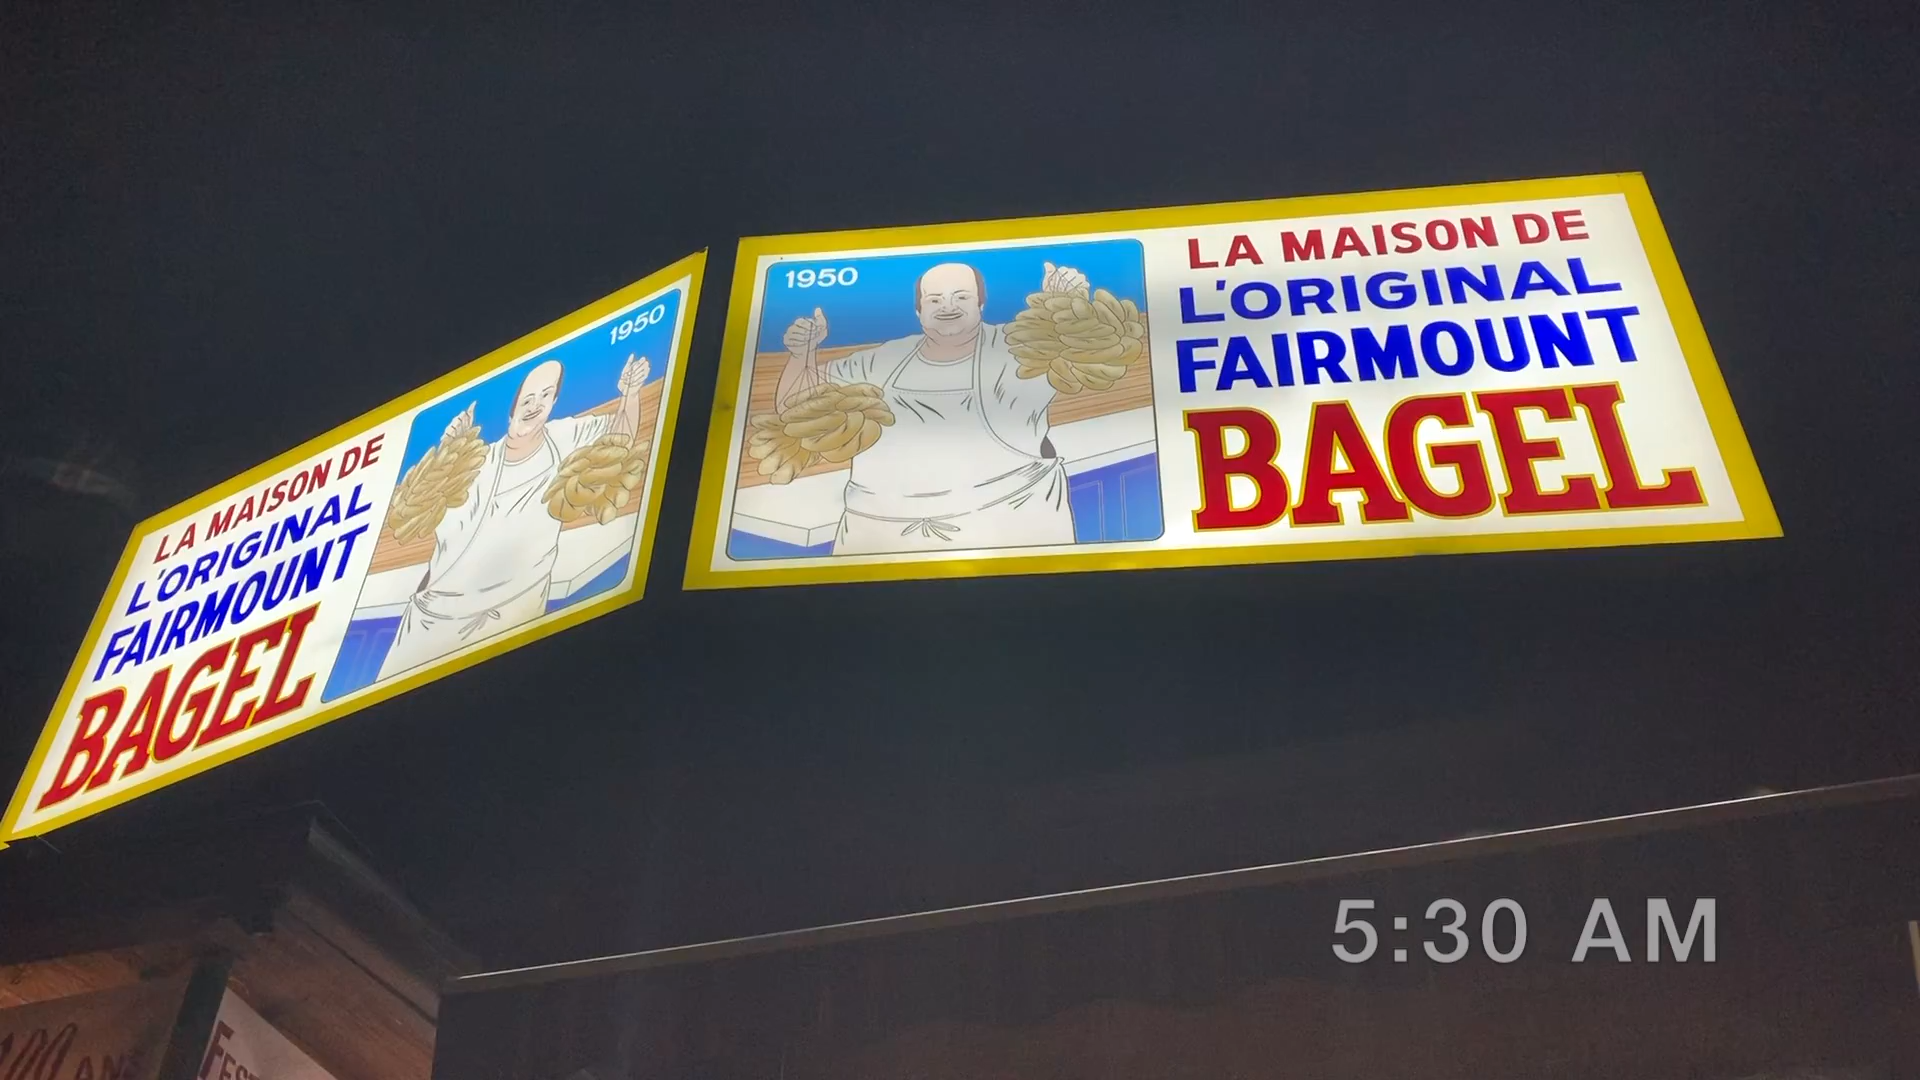 1950
LA MAISON DE
L'ORIGINAL
FAIRMOUNT
BAGEL
1950
LA MAISON DE
L'ORIGINAL
FAIRMOUNT
BAGEL
5:30 AM